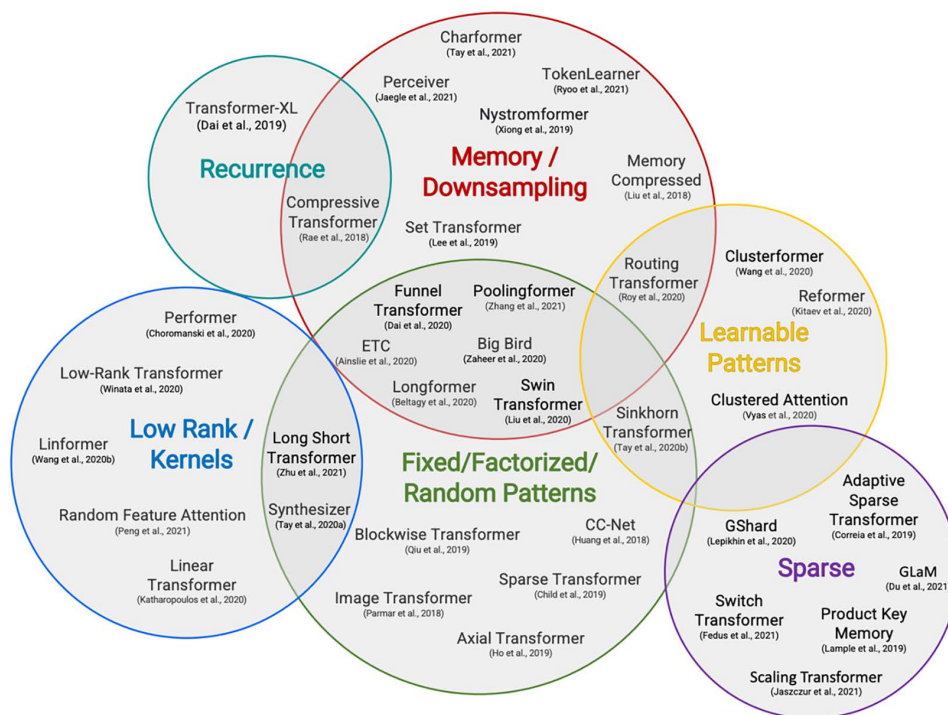 Charformer
(Tay et al., 2021)
Perceiver
(Jaegle et al., 2021)
TokenLearner
(Ryoo et al., 2021)
Transformer-XL
(Dai et al., 2019)
Nystromformer
(Xiong et al., 2019)
Recurrence
Memory /
Downsampling
Memory
Compressed
(Liu et al., 2018)
Compressive
Transformer
(Rae et al., 2018)
Set Transformer
(Lee et al., 2019)
Clusterformer
(Wang et al., 2020)
Routing
Transformer
(Roy et al., 2020)
Reformer
(Kitaev et al., 2020)
Funnel
Transformer
(Dai et al., 2020)
Poolingformer
(Zhang et al., 2021)
Performer
(Choromanski et al., 2020)
Learnable
Patterns
ETC
(Ainslie et al., 2020)
Big Bird
(Zaheer et al., 2020)
Low-Rank Transformer
(Winata et al., 2020)
Longformer
(Beltagy et al., 2020)
Swin
Transformer
(Liu et al., 2020)
Clustered Attention
(Vyas et al., 2020)
Sinkhorn
Transformer
(Tay et al., 2020b)
Linformer
(Wang et al., 2020b)
Low Rank /
Kernels
Long Short
Transformer
(Zhu et al., 2021)
Fixed/Factorized/
Random Patterns
Adaptive
Sparse
Transformer
(Correia et al., 2019)
Random Feature Attention
(Peng et al., 2021)
Synthesizer
(Tay et al., 2020a)
Blockwise Transformer
(Qiu et al., 2019)
CC-Net
(Huang et al., 2018)
GShard
(Lepikhin et al., 2020)
Sparse
GLaM
(Du et al., 2021)
Linear
Transformer
(Katharopoulos et al., 2020)
Image Transformer
(Parmar et al., 2018)
Sparse Transformer
(Child et al., 2019)
Switch
Transformer
(Fedus et al., 2021)
Product Key
Memory
(Lample et al., 2019)
Axial Transformer
(Ho et al., 2019)
Scaling Transformer
(Jaszczur et al., 2021)